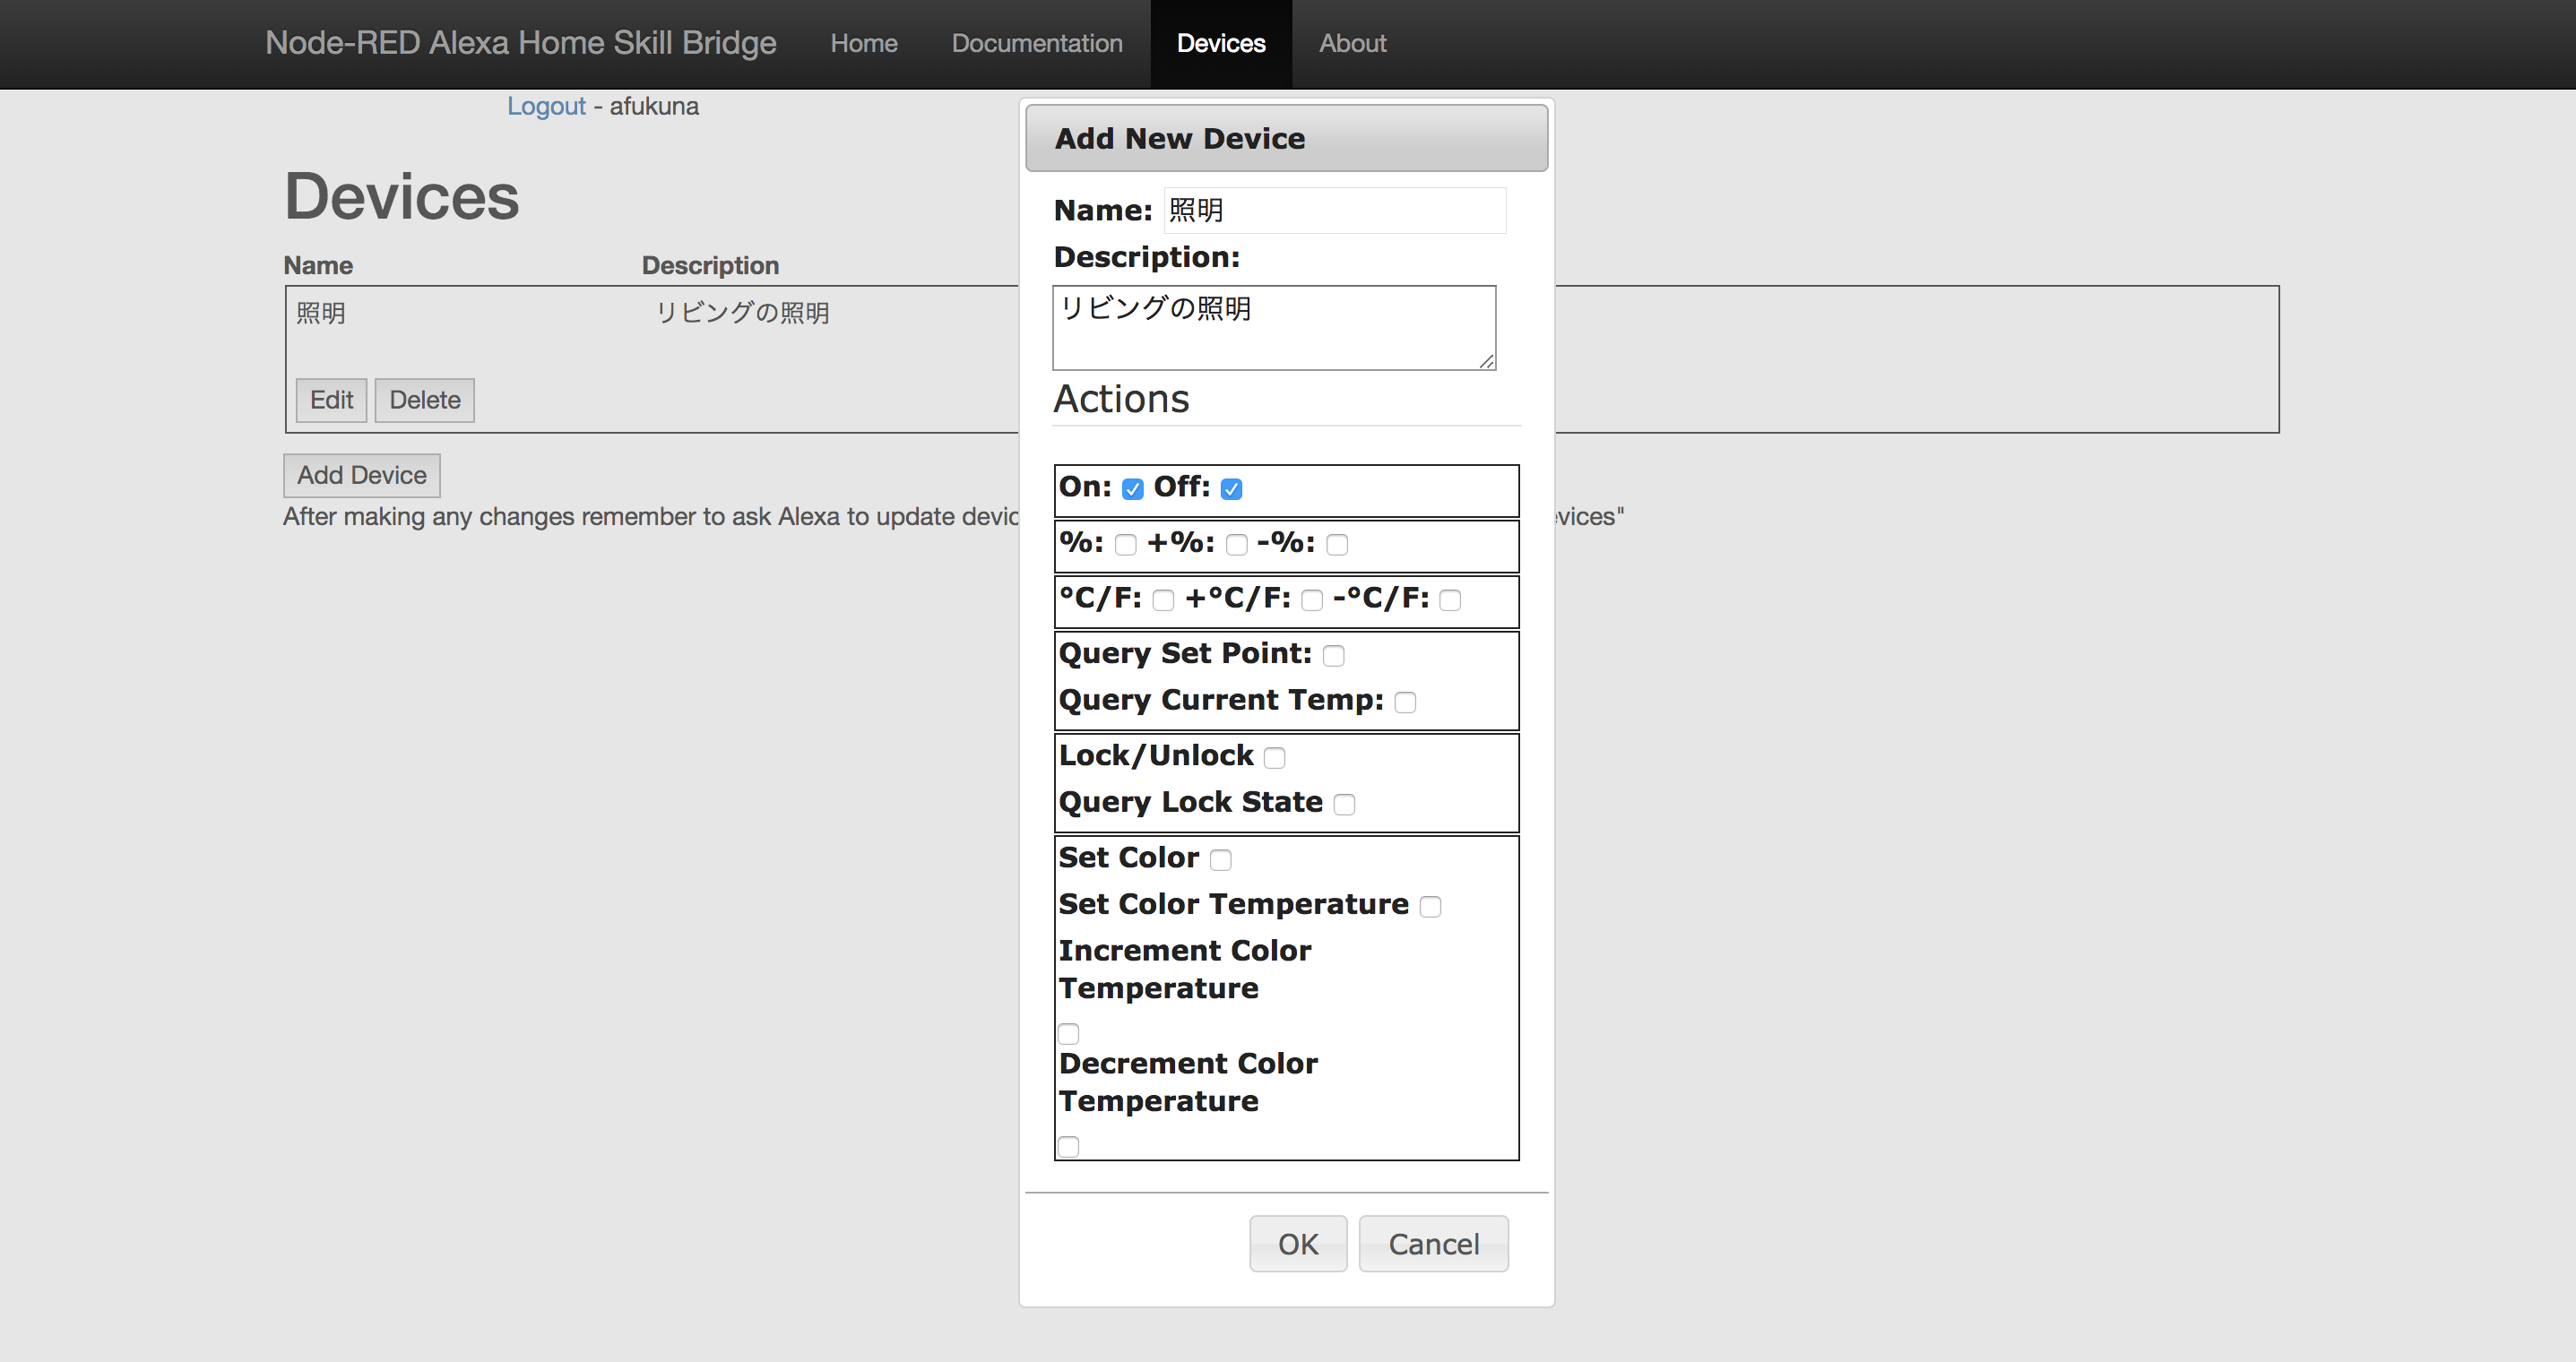 Node-RED Alexa Home Skill Bridge Home Documentation Devices About
Logout - afukuna
Devices
Name Description
照明 リビングの照明
Edit Delete
Add Device
After making any changes remember to ask Alexa to update
Add New Device
Name: 照明
Description:
リビングの照明
Actions
On: Off:
%: +%: -%:
°C/F: +°C/F: -°C/F:
Query Set Point:
Query Current Temp:
Lock/Unlock
Query Lock State
Set Color
Set Color Temperature
Increment Color
Temperature
Decrement Color
Temperature
OK Cancel